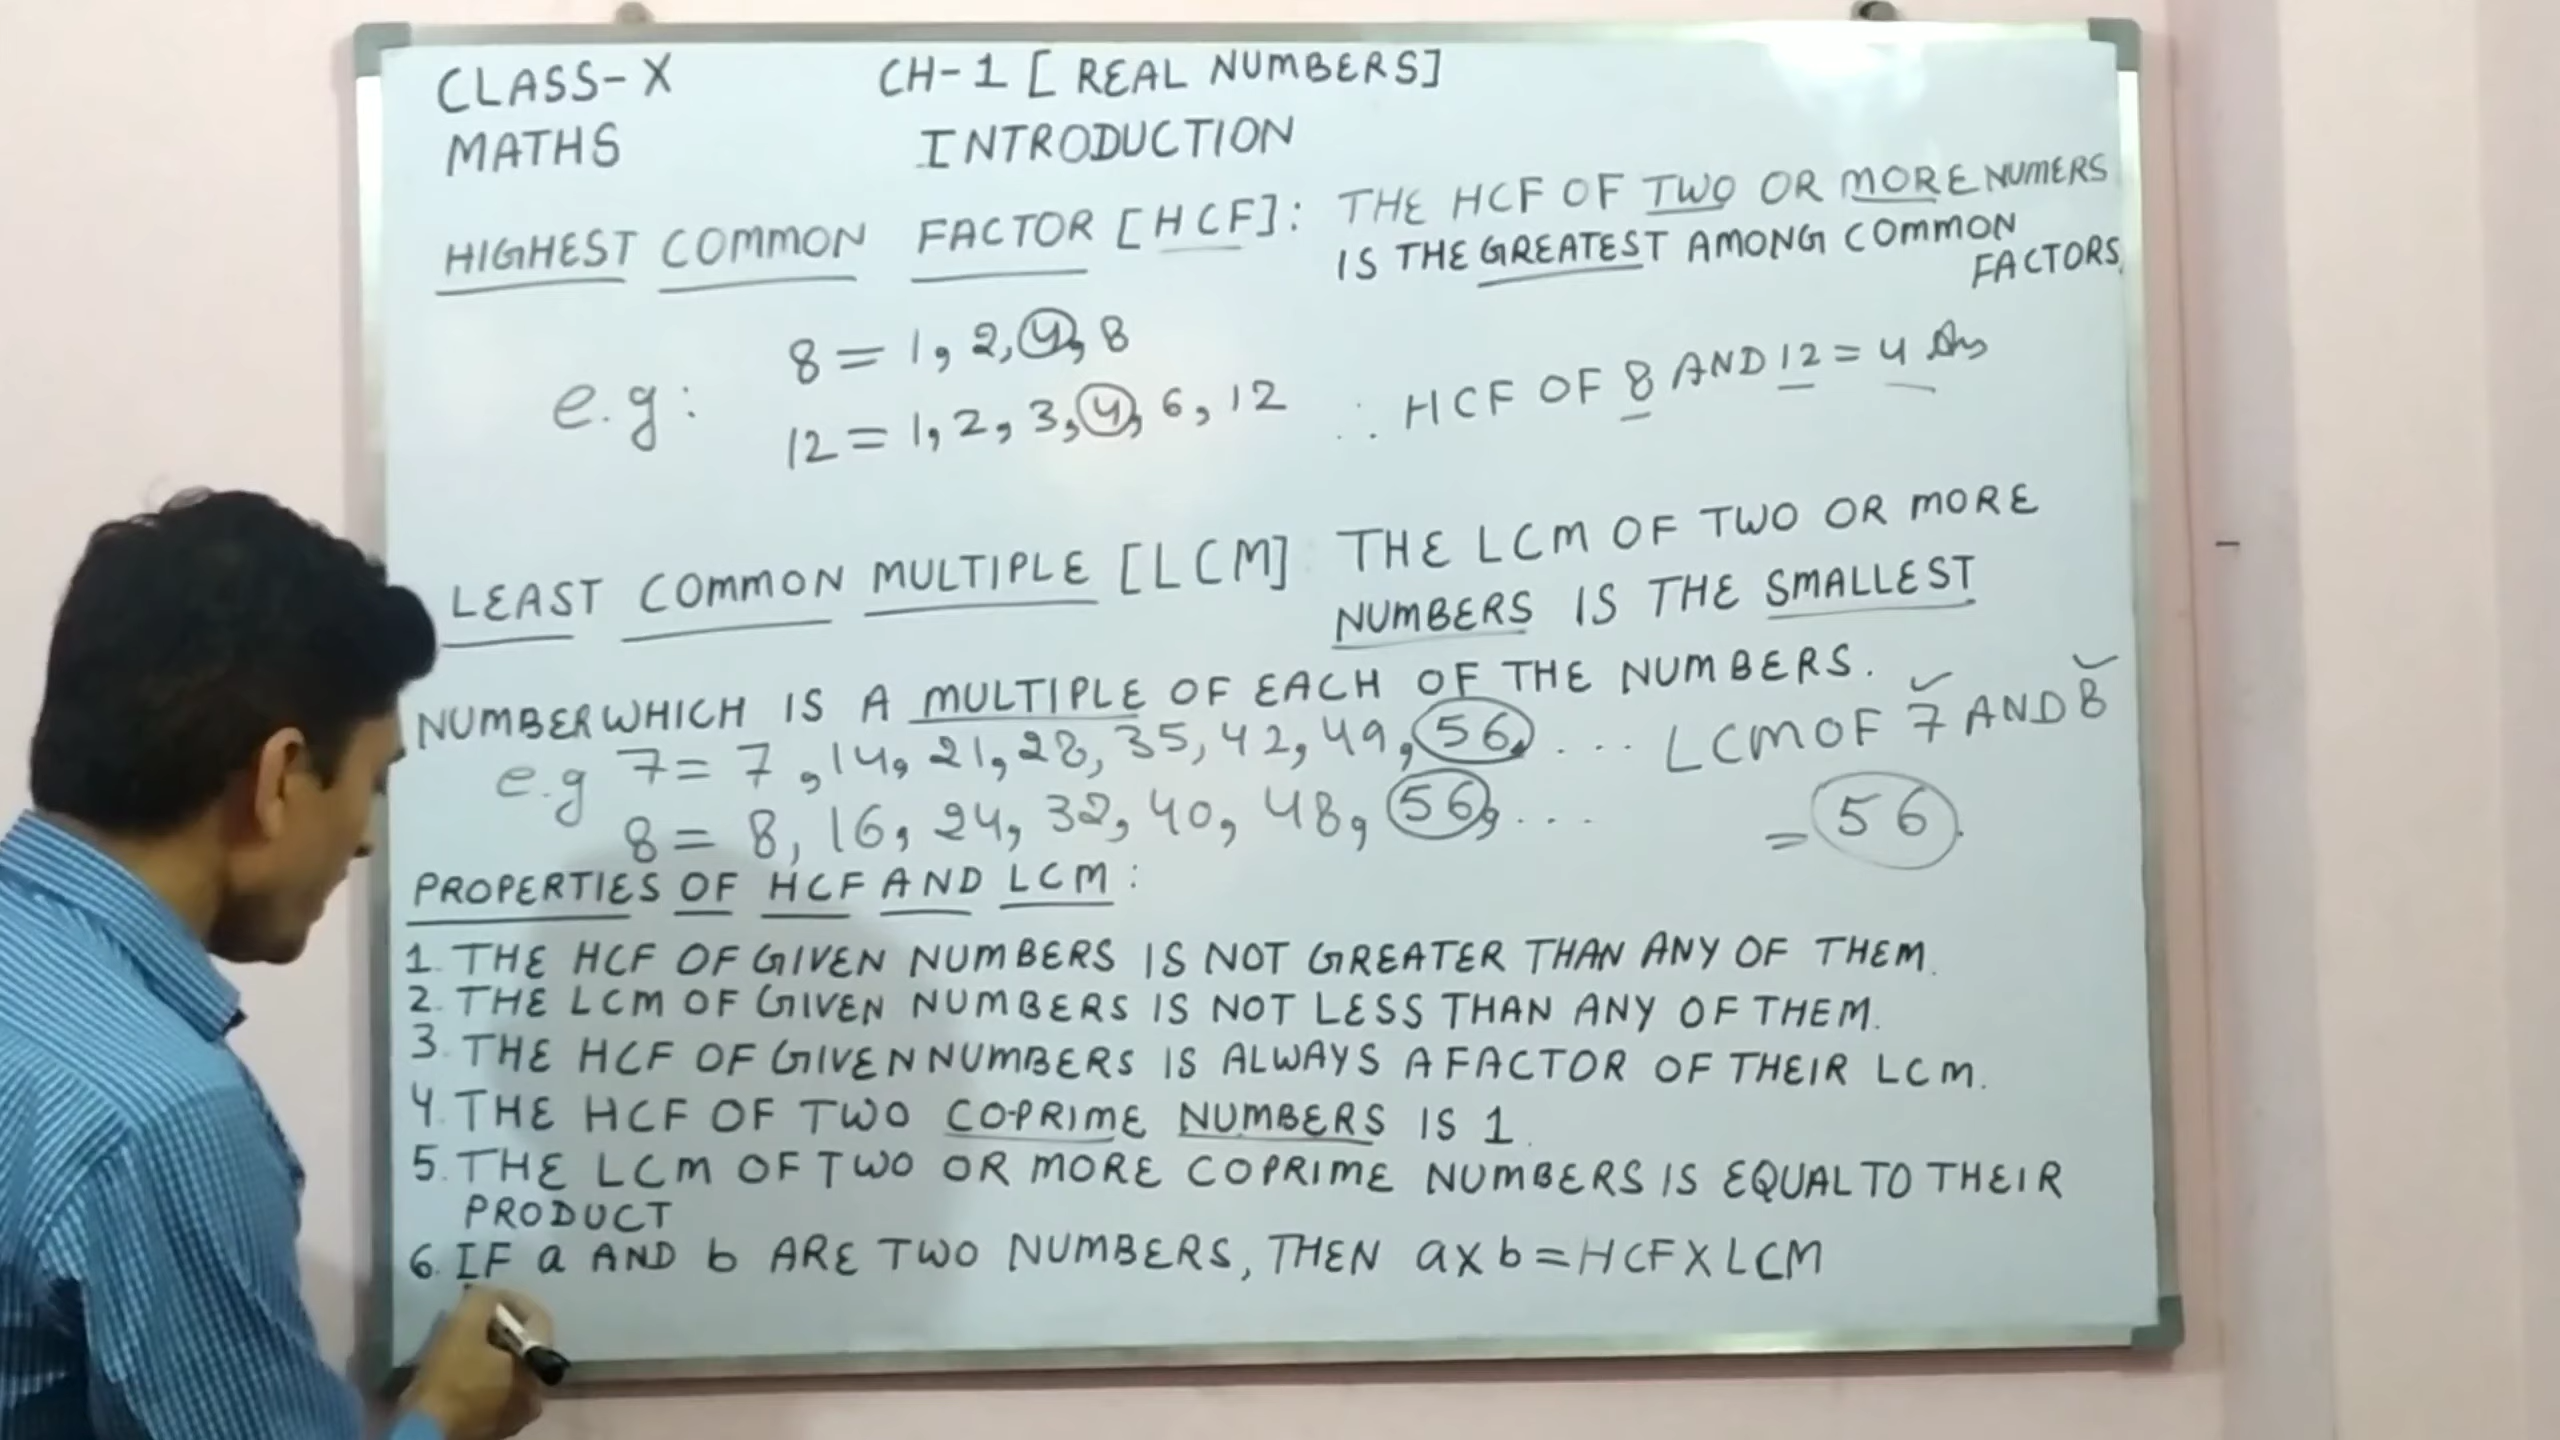 CLASS-X CH-1 [REAL NUMBERS]
MATHS INTRODUCTION
HIGHEST COMMON FACTOR [HCF]: THE HCF OF TWO OR MORE NUMERS
IS THE GREATEST AMONG COMMON
FACTORS.
e.g: 8 = 1, 2, 4, 8
12 = 1, 2, 3, 4, 6, 12
∴ HCF OF 8 AND 12 = 4 Ans
LEAST COMMON MULTIPLE [LCM] THE LCM OF TWO OR MORE
NUMBERS IS THE SMALLEST
NUMBER WHICH IS A MULTIPLE OF EACH OF THE NUMBERS.
e.g 7 = 7, 14, 21, 28, 35, 42, 49, 56, .... LCM OF 7 AND 8
8 = 8, 16, 24, 32, 40, 48, 56, ... = 56.
PROPERTIES OF HCF AND LCM:
1. THE HCF OF GIVEN NUMBERS IS NOT GREATER THAN ANY OF THEM.
2. THE LCM OF GIVEN NUMBERS IS NOT LESS THAN ANY OF THEM.
3. THE HCF OF GIVEN NUMBERS IS ALWAYS A FACTOR OF THEIR LCM.
4. THE HCF OF TWO CO-PRIME NUMBERS IS 1.
5. THE LCM OF TWO OR MORE COPRIME NUMBERS IS EQUAL TO THEIR
PRODUCT
6. IF a AND b ARE TWO NUMBERS, THEN a×b = HCF X LCM